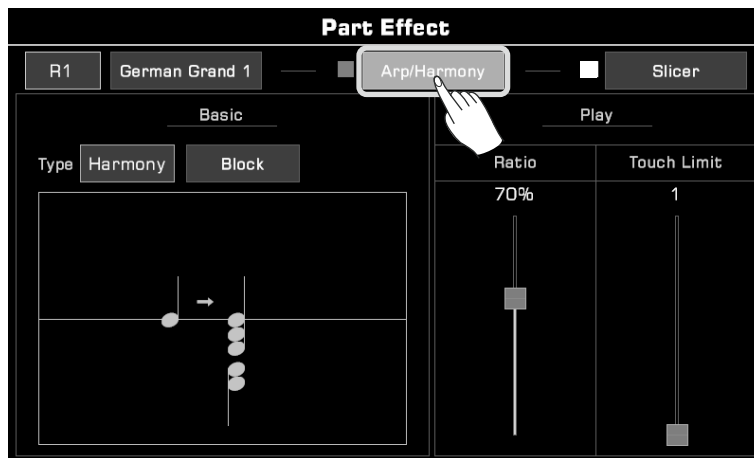 Part Effect
R1 German Grand 1 Arp/Harmony Slicer
Basic Play
Type Harmony Block Ratio Touch Limit
70% 1